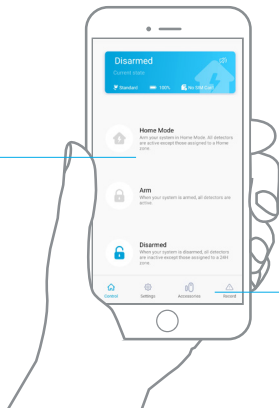 Disarmed
Current state
Standard 100% No SIM Card
Home Mode
Arm your system in Home Mode. All detectors
are active except those assigned to a Home
zone.
Arm
When your system is armed, all detectors are
active.
Disarmed
When your system is disarmed, all detectors
are inactive except those assigned to a 24H
zone.
Control Settings Accessories Record